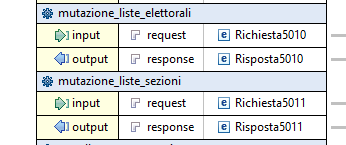 mutazione_liste_elettorali
input request Richiesta5010
output response Risposta5010
mutazione_liste_sezioni
input request Richiesta5011
output response Risposta5011